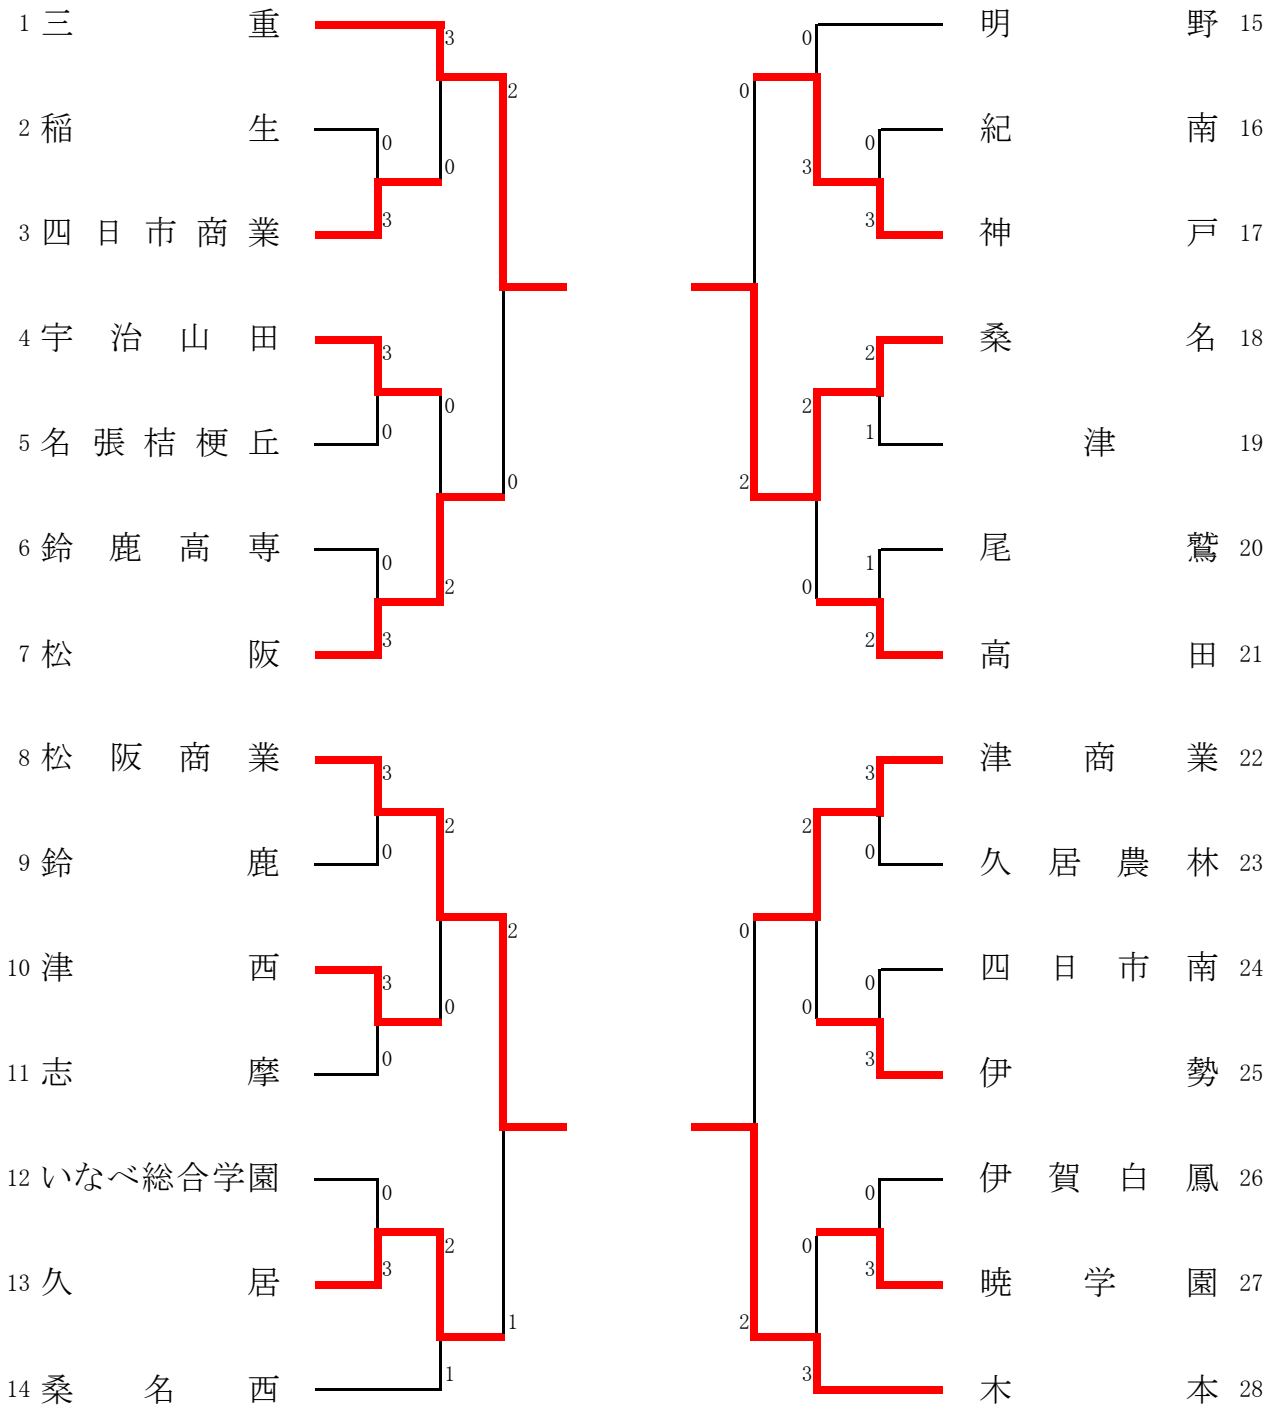 1 三重
3
2
2 稲生
0
0
3 四日市商業
3
4 宇治山田
3
0
5 名張桔梗丘
0
0
6 鈴鹿高専
0
2
7 松阪
3
8 松阪商業
3
2
9 鈴鹿
0
2
10 津西
3
0
11 志摩
0
12 いなべ総合学園
0
2
13 久居
3
1
14 桑名西
1
明野 15
0
0
紀南 16
0
3
神戸 17
3
桑名 18
2
2
津 19
1
2
尾鷲 20
1
0
高田 21
2
津商業 22
3
2
久居農林 23
0
0
四日市南 24
0
0
伊勢 25
3
伊賀白鳳 26
0
0
暁学園 27
3
2
木本 28
3